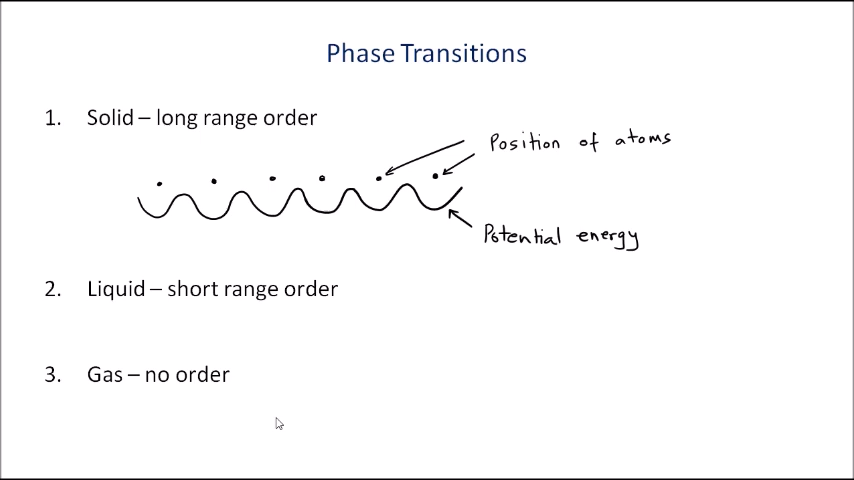 Phase Transitions
1. Solid – long range order
Position of atoms
Potential energy
2. Liquid – short range order
3. Gas – no order